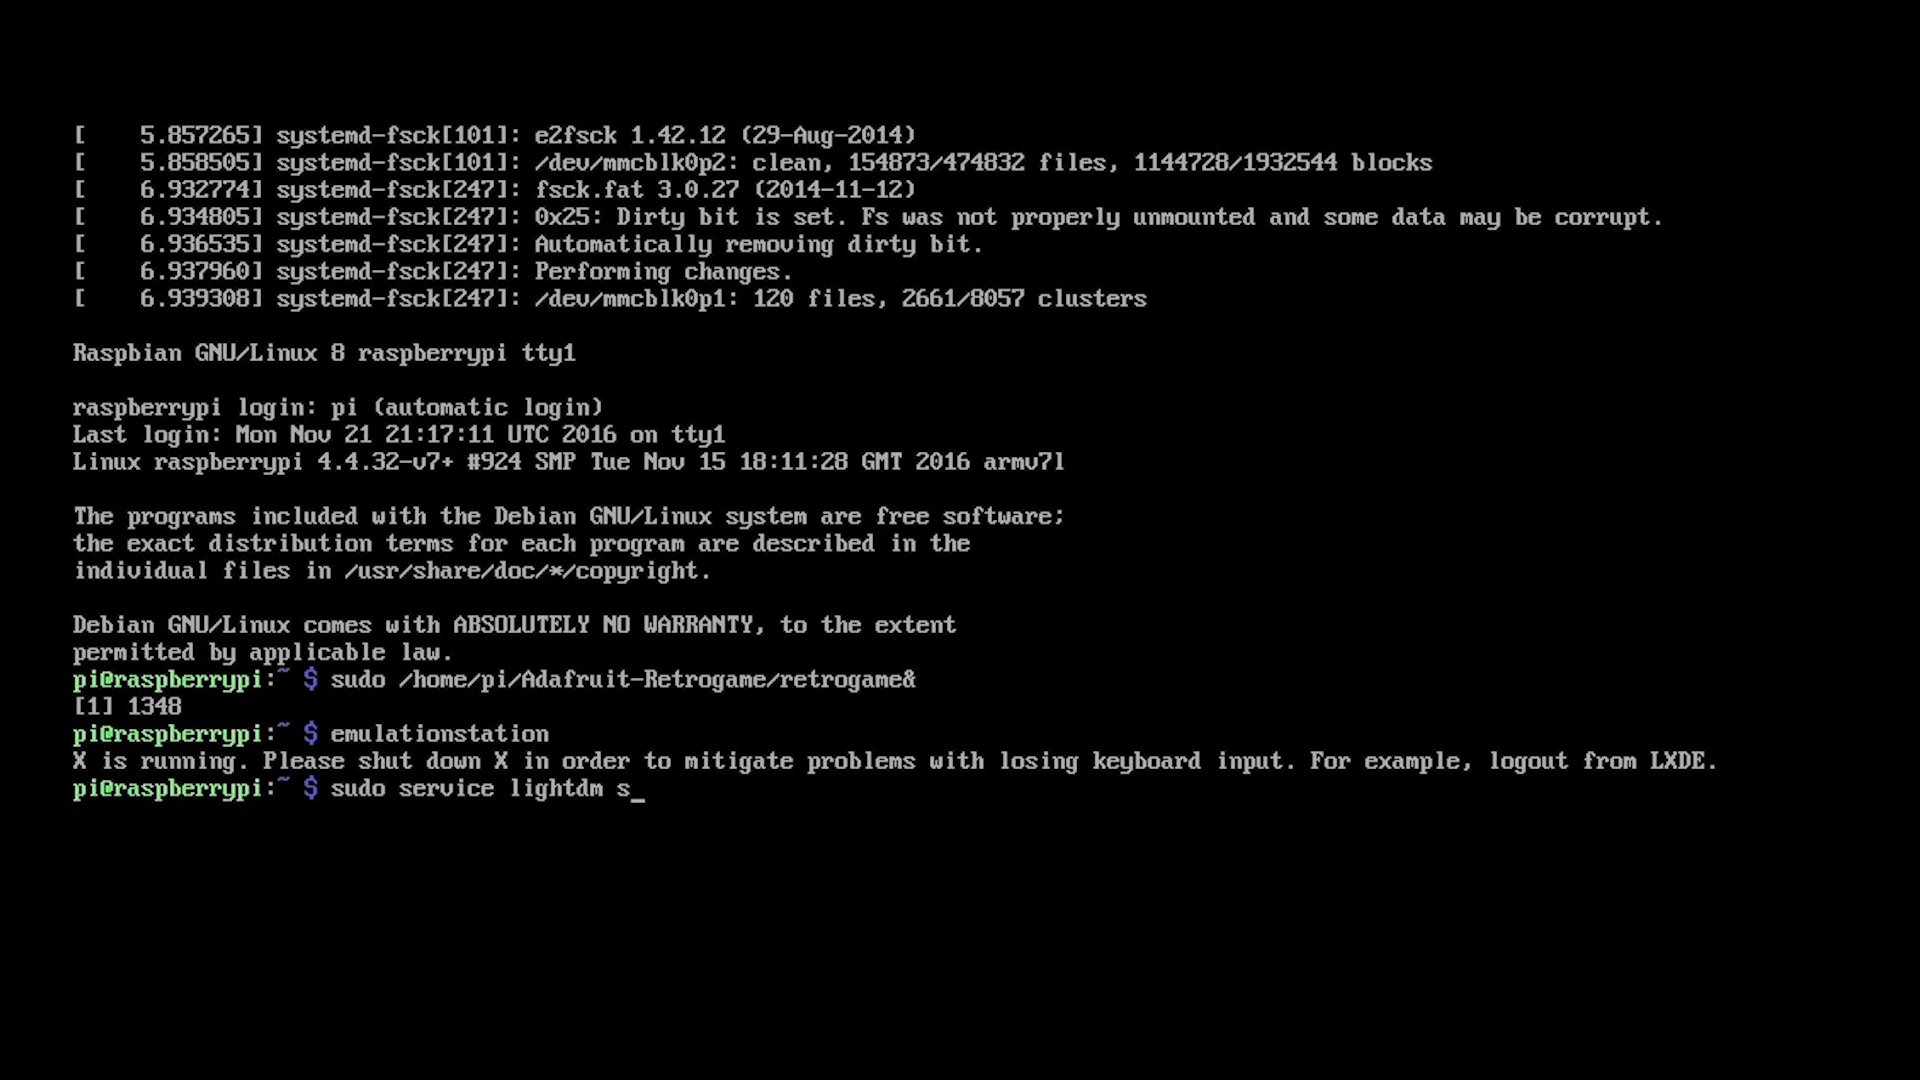 [    5.857265] systemd-fsck[101]: e2fsck 1.42.12 (29-Aug-2014)
[    5.858505] systemd-fsck[101]: /dev/mmcblk0p2: clean, 154873/474832 files, 1144728/1932544 blocks
[    6.932774] systemd-fsck[247]: fsck.fat 3.0.27 (2014-11-12)
[    6.934805] systemd-fsck[247]: 0x25: Dirty bit is set. Fs was not properly unmounted and some data may be corrupt.
[    6.936535] systemd-fsck[247]: Automatically removing dirty bit.
[    6.937960] systemd-fsck[247]: Performing changes.
[    6.939308] systemd-fsck[247]: /dev/mmcblk0p1: 120 files, 2661/8057 clusters
Raspbian GNU/Linux 8 raspberrypi tty1
raspberrypi login: pi (automatic login)
Last login: Mon Nov 21 21:17:11 UTC 2016 on tty1
Linux raspberrypi 4.4.32-v7+ #924 SMP Tue Nov 15 18:11:28 GMT 2016 armv7l
The programs included with the Debian GNU/Linux system are free software;
the exact distribution terms for each program are described in the
individual files in /usr/share/doc/*/copyright.
Debian GNU/Linux comes with ABSOLUTELY NO WARRANTY, to the extent
permitted by applicable law.
pi@raspberrypi:~ $ sudo /home/pi/Adafruit-Retrogame/retrogame&
[1] 1348
pi@raspberrypi:~ $ emulationstation
X is running. Please shut down X in order to mitigate problems with losing keyboard input. For example, logout from LXDE.
pi@raspberrypi:~ $ sudo service lightdm s_